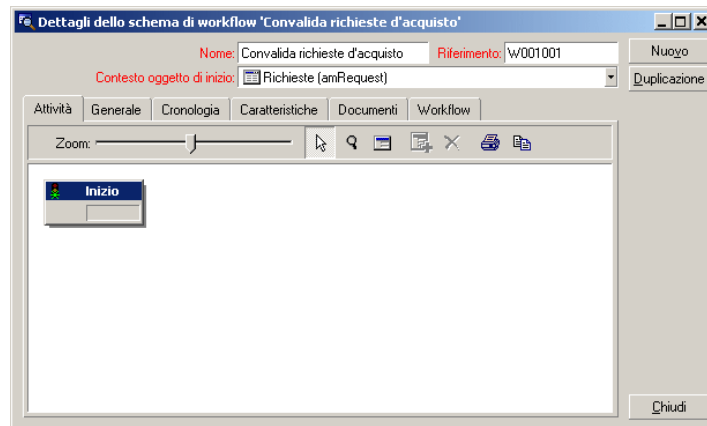 Dettagli dello schema di workflow 'Convalida richieste d'acquisto'
Nome: Convalida richieste d'acquisto Riferimento: W001001 Nuovo
Contesto oggetto di inizio: Richieste (amRequest) Duplicazione
Attività Generale Cronologia Caratteristiche Documenti Workflow
Zoom:
Inizio
Chiudi